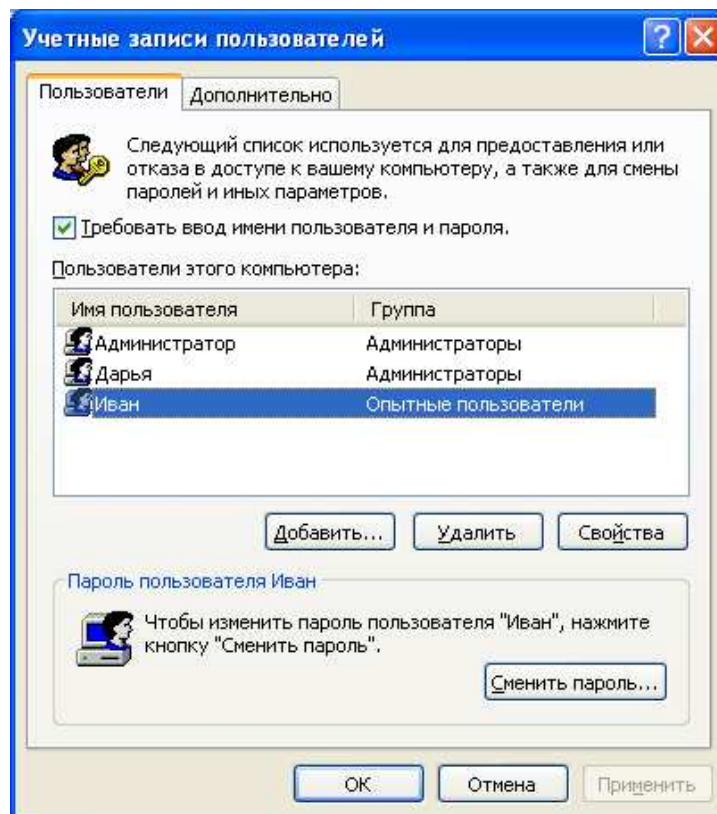 Учетные записи пользователей
Пользователи Дополнительно
Следующий список используется для предоставления или
отказа в доступе к вашему компьютеру, а также для смены
паролей и иных параметров.
Требовать ввод имени пользователя и пароля.
Пользователи этого компьютера:
Имя пользователя Группа
Администратор Администраторы
Дарья Администраторы
Иван Опытные пользователи
Добавить... Удалить Свойства
Пароль пользователя Иван
Чтобы изменить пароль пользователя "Иван", нажмите
кнопку "Сменить пароль".
Сменить пароль...
ОК Отмена Применить